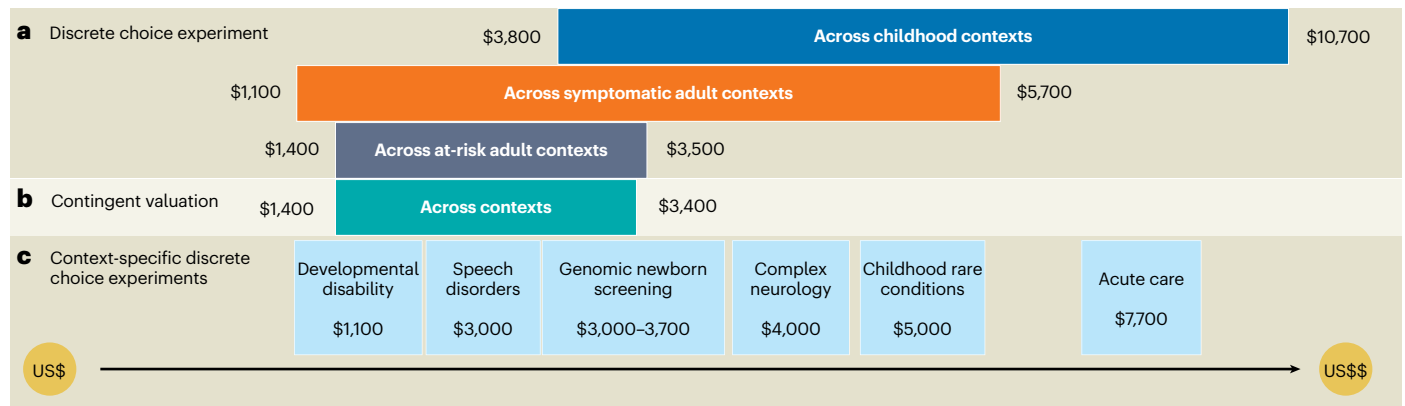 a Discrete choice experiment
$3,800
Across childhood contexts
$10,700
$1,100
Across symptomatic adult contexts
$5,700
$1,400
Across at-risk adult contexts
$3,500
b Contingent valuation
$1,400
Across contexts
$3,400
c Context-specific discrete
choice experiments
Developmental
disability
$1,100
Speech
disorders
$3,000
Genomic newborn
screening
$3,000–3,700
Complex
neurology
$4,000
Childhood rare
conditions
$5,000
Acute care
$7,700
US$
US$$